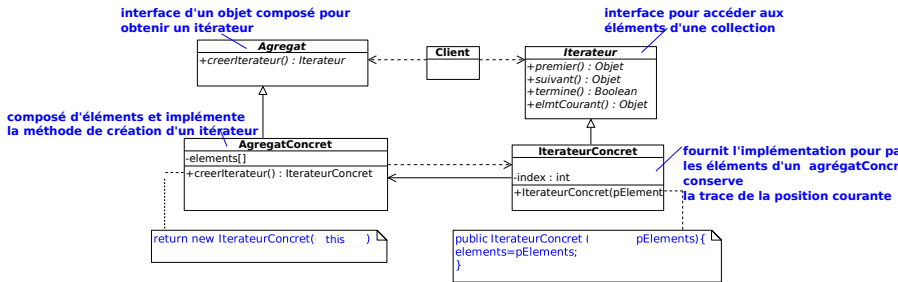 interface d'un objet composé pour
obtenir un itérateur
interface pour accéder aux
éléments d'une collection
Agregat
+creerIterateur() : Iterateur
Client
Iterateur
+premier() : Objet
+suivant() : Objet
+termine() : Boolean
+elmtCourant() : Objet
composé d'éléments et implémente
la méthode de création d'un itérateur
AgregatConcret
-elements[]
+creerIterateur() : IterateurConcret
IterateurConcret
-index : int
+IterateurConcret(pElement
fournit l'implémentation pour pa
les éléments d'un agrégatConcr
conserve
la trace de la position courante
return new IterateurConcret( this )
public IterateurConcret ( pElements){
elements=pElements;
}